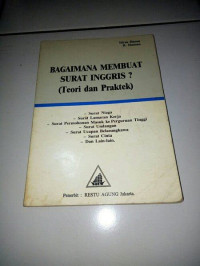 BAGAIMANA MEMBUAT
SURAT INGGRIS ?
(Teori dan Praktek)
- Surat Niaga
- Surat Lamaran Kerja
- Surat Permohonan Masuk ke Perguruan Tinggi
- Surat Undangan
- Surat Ucapan Belasungkawa
- Surat Cinta
- Dan Lain-lain.
Penerbit : RESTU AGUNG Jakarta.